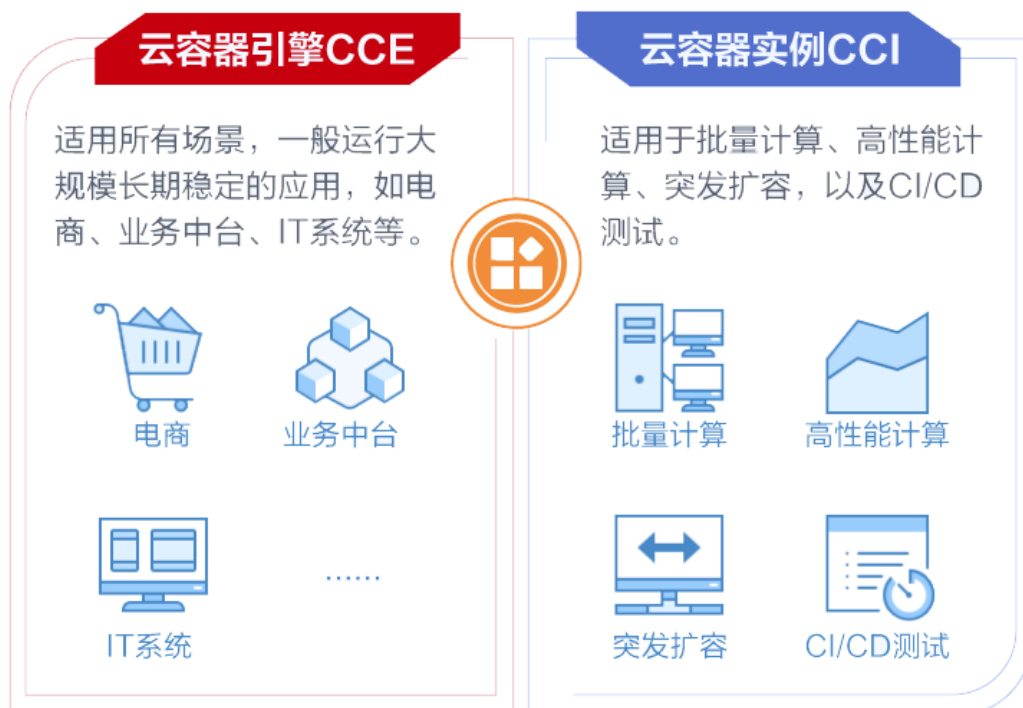 云容器引擎CCE
适用所有场景，一般运行大
规模长期稳定的应用，如电
商、业务中台、IT系统等。
电商
业务中台
IT系统
······
云容器实例CCI
适用于批量计算、高性能计
算、突发扩容，以及CI/CD
测试。
批量计算
高性能计算
突发扩容
CI/CD测试